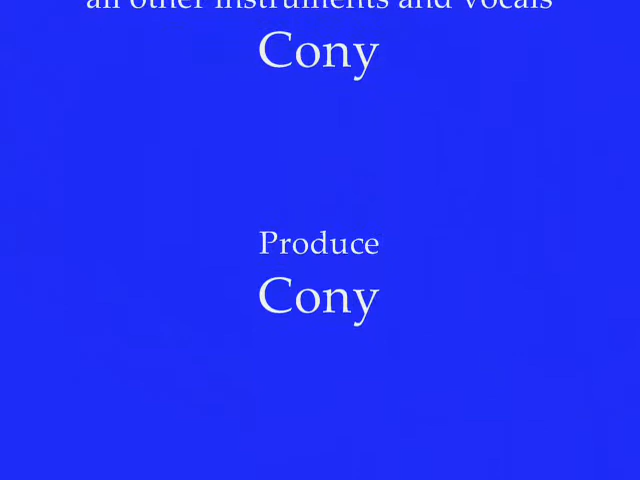 all other instruments and vocals
Cony
Produce
Cony